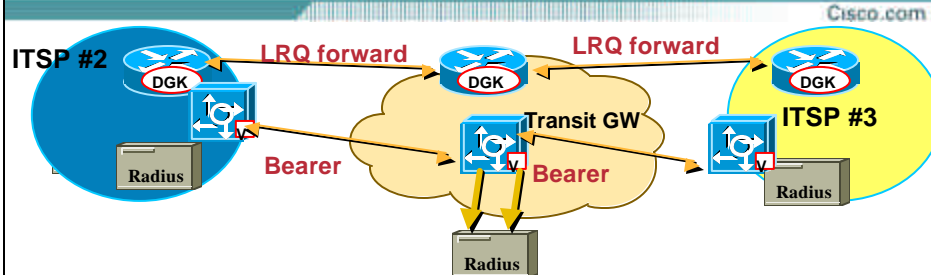 Cisco.com
ITSP #2
LRQ forward
LRQ forward
DGK
DGK
DGK
ITSP #3
Transit GW
V
V
V
Bearer
Bearer
Radius
Radius
Radius